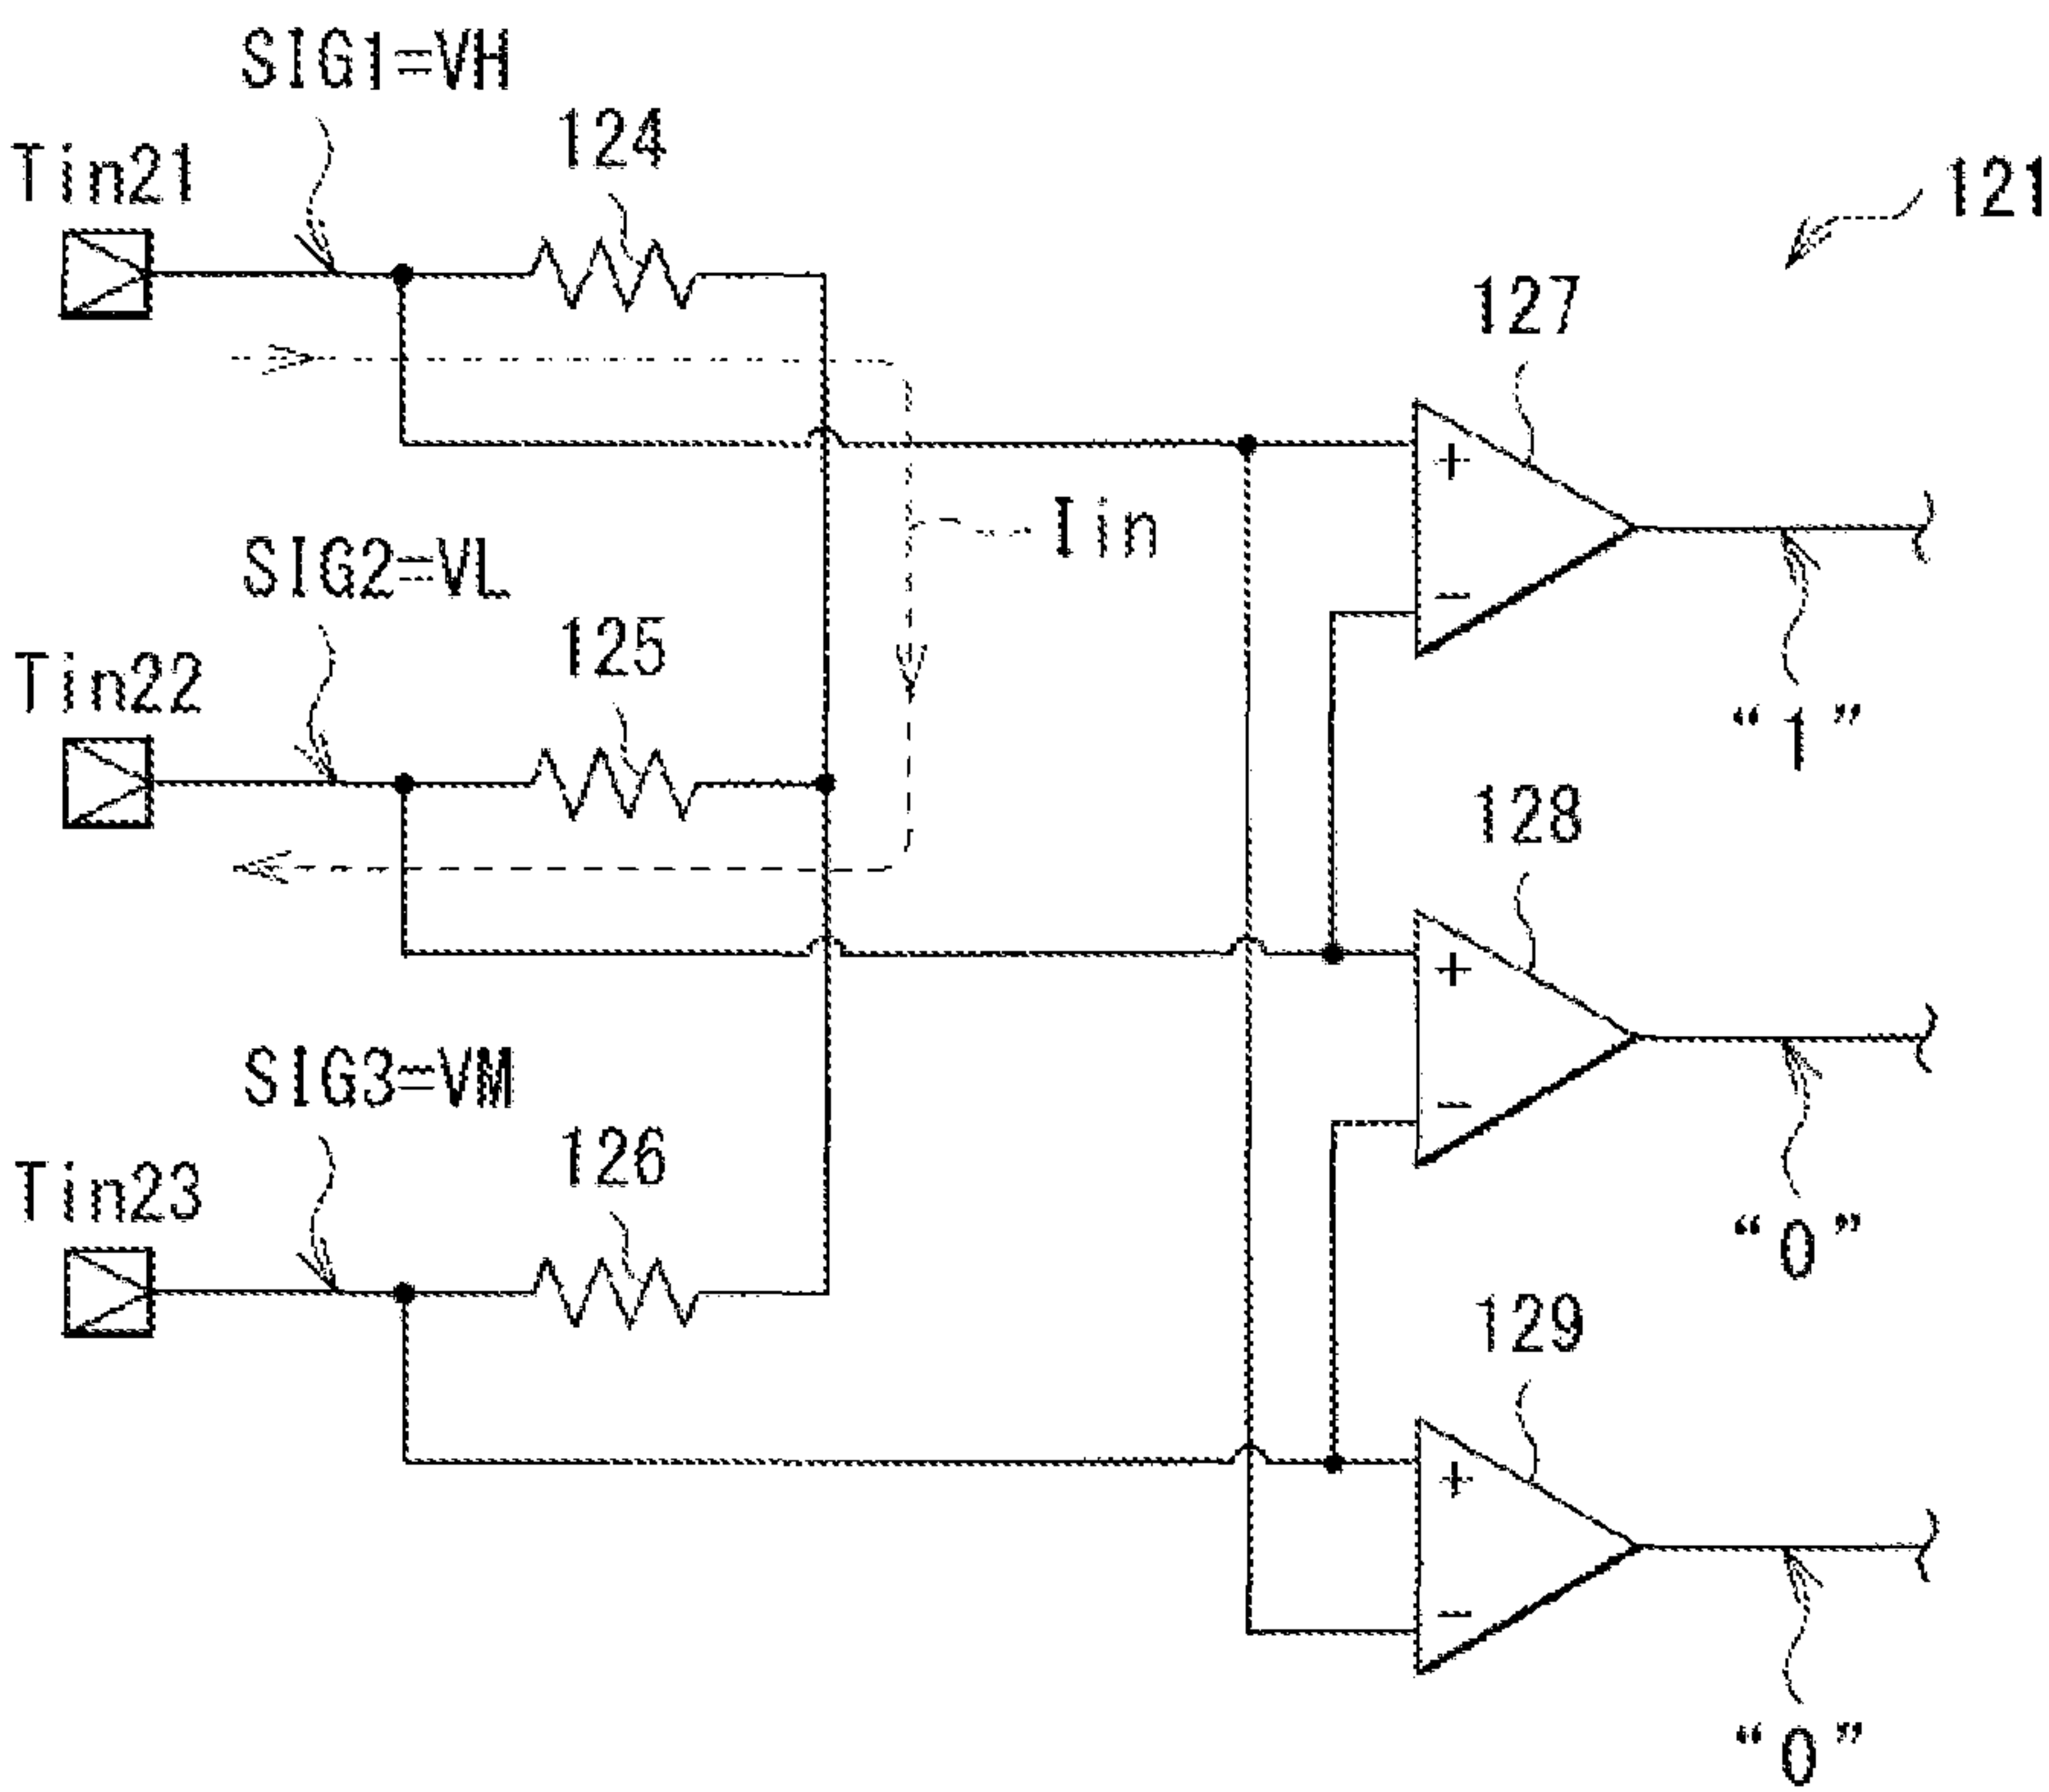 SIG1=VH
124
Tin21
121
127
+
Iin
SIG2=VL
125
−
Tin22
“1”
128
+
SIG3=VM
126
−
Tin23
“0”
129
+
−
“0”